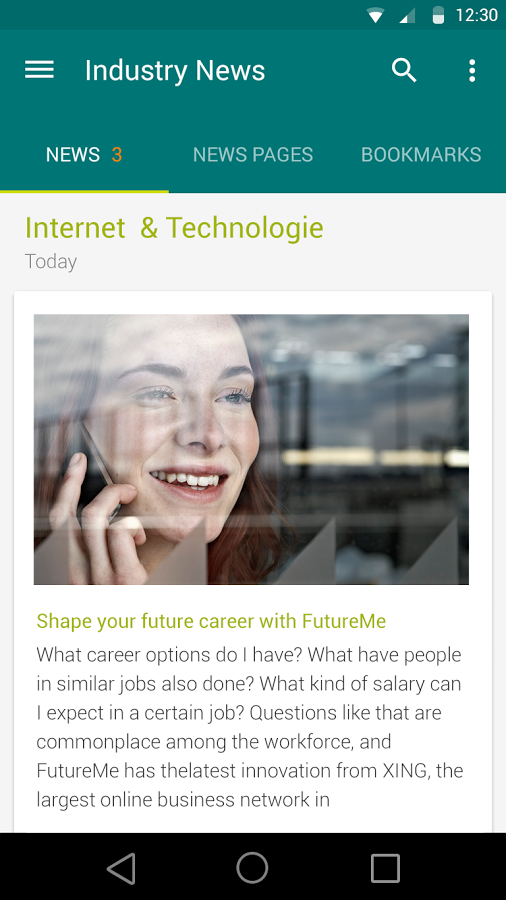 12:30
Industry News
NEWS 3
NEWS PAGES
BOOKMARKS
Internet & Technologie
Today
Shape your future career with FutureMe
What career options do I have? What have people
in similar jobs also done? What kind of salary can
I expect in a certain job? Questions like that are
commonplace among the workforce, and
FutureMe has thelatest innovation from XING, the
largest online business network in